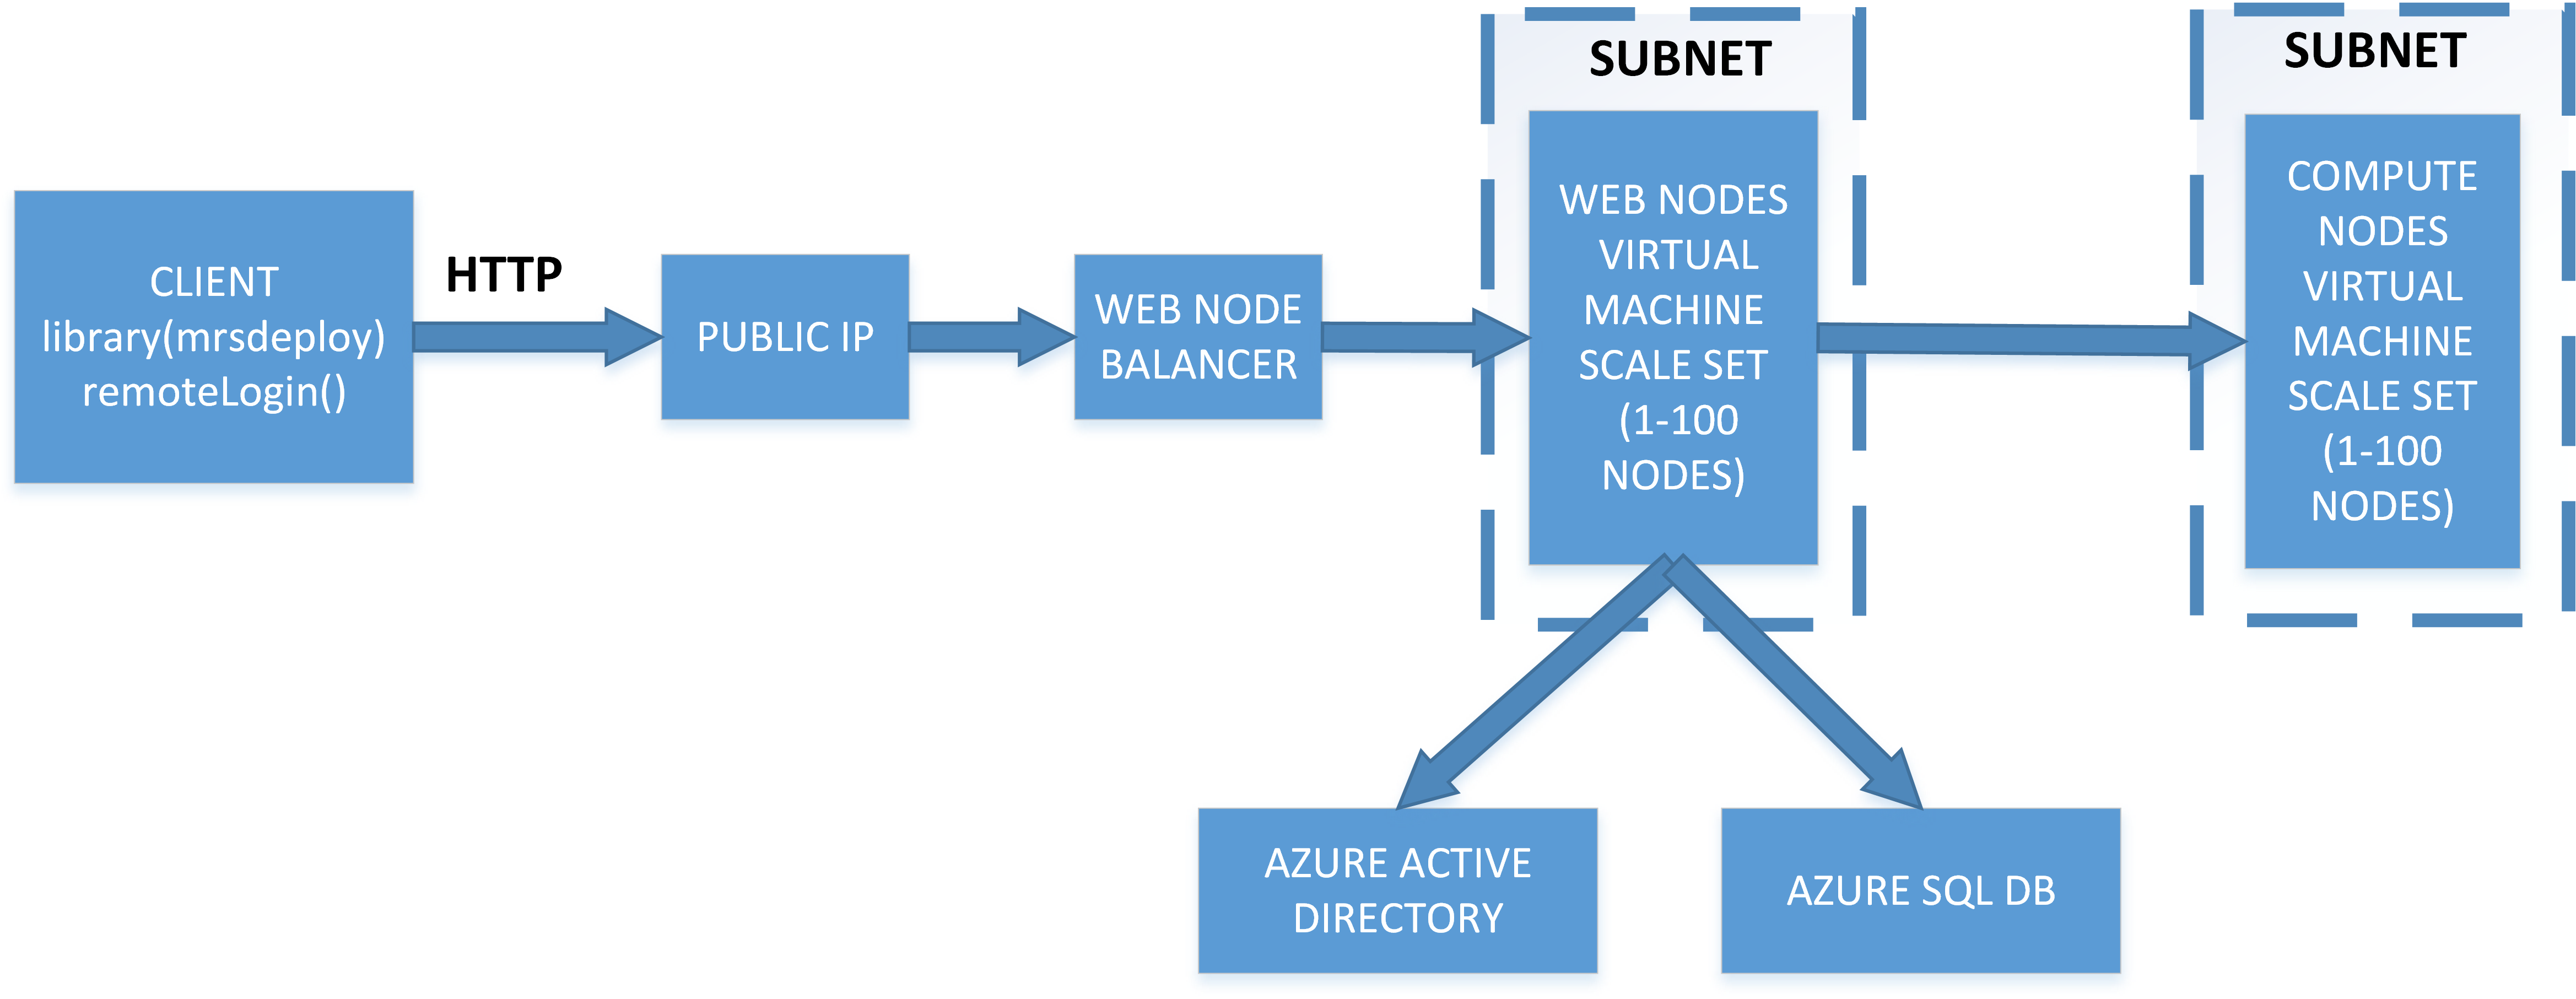 CLIENT
library(mrsdeploy)
remoteLogin()
HTTP
PUBLIC IP
WEB NODE
BALANCER
SUBNET
WEB NODES
VIRTUAL
MACHINE
SCALE SET
(1-100
NODES)
SUBNET
COMPUTE
NODES
VIRTUAL
MACHINE
SCALE SET
(1-100
NODES)
AZURE ACTIVE
DIRECTORY
AZURE SQL DB